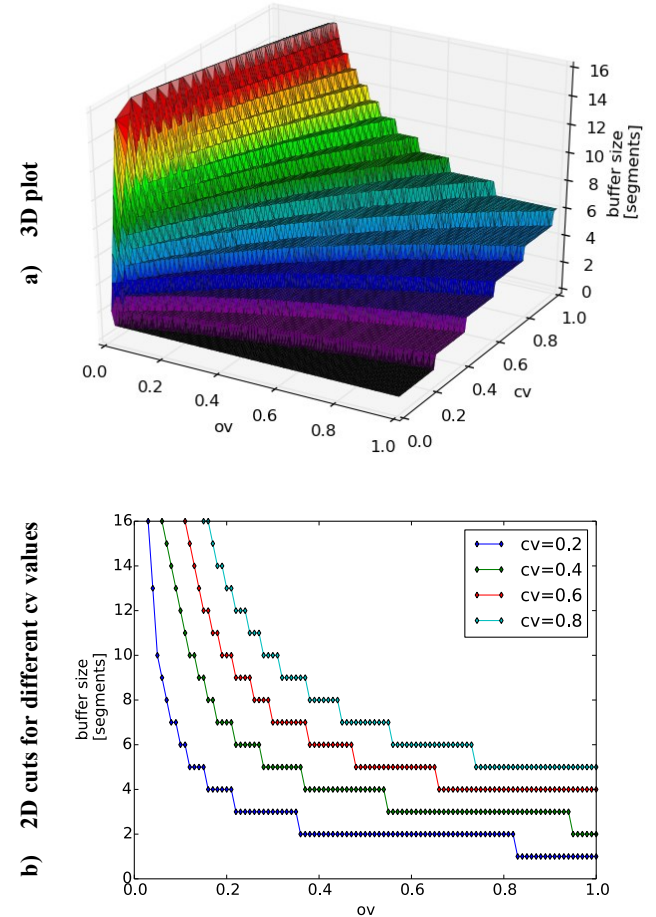 a) 3D plot
16
14
12
10
8
6
4
2
0
buffer size
[segments]
0.0
0.2
0.4
0.6
0.8
1.0
ov
0.0
0.2
0.4
0.6
0.8
1.0
cv
b) 2D cuts for different cv values
16
14
12
10
8
6
4
2
0
buffer size
[segments]
cv=0.2
cv=0.4
cv=0.6
cv=0.8
0.0 0.2 0.4 0.6 0.8 1.0
ov